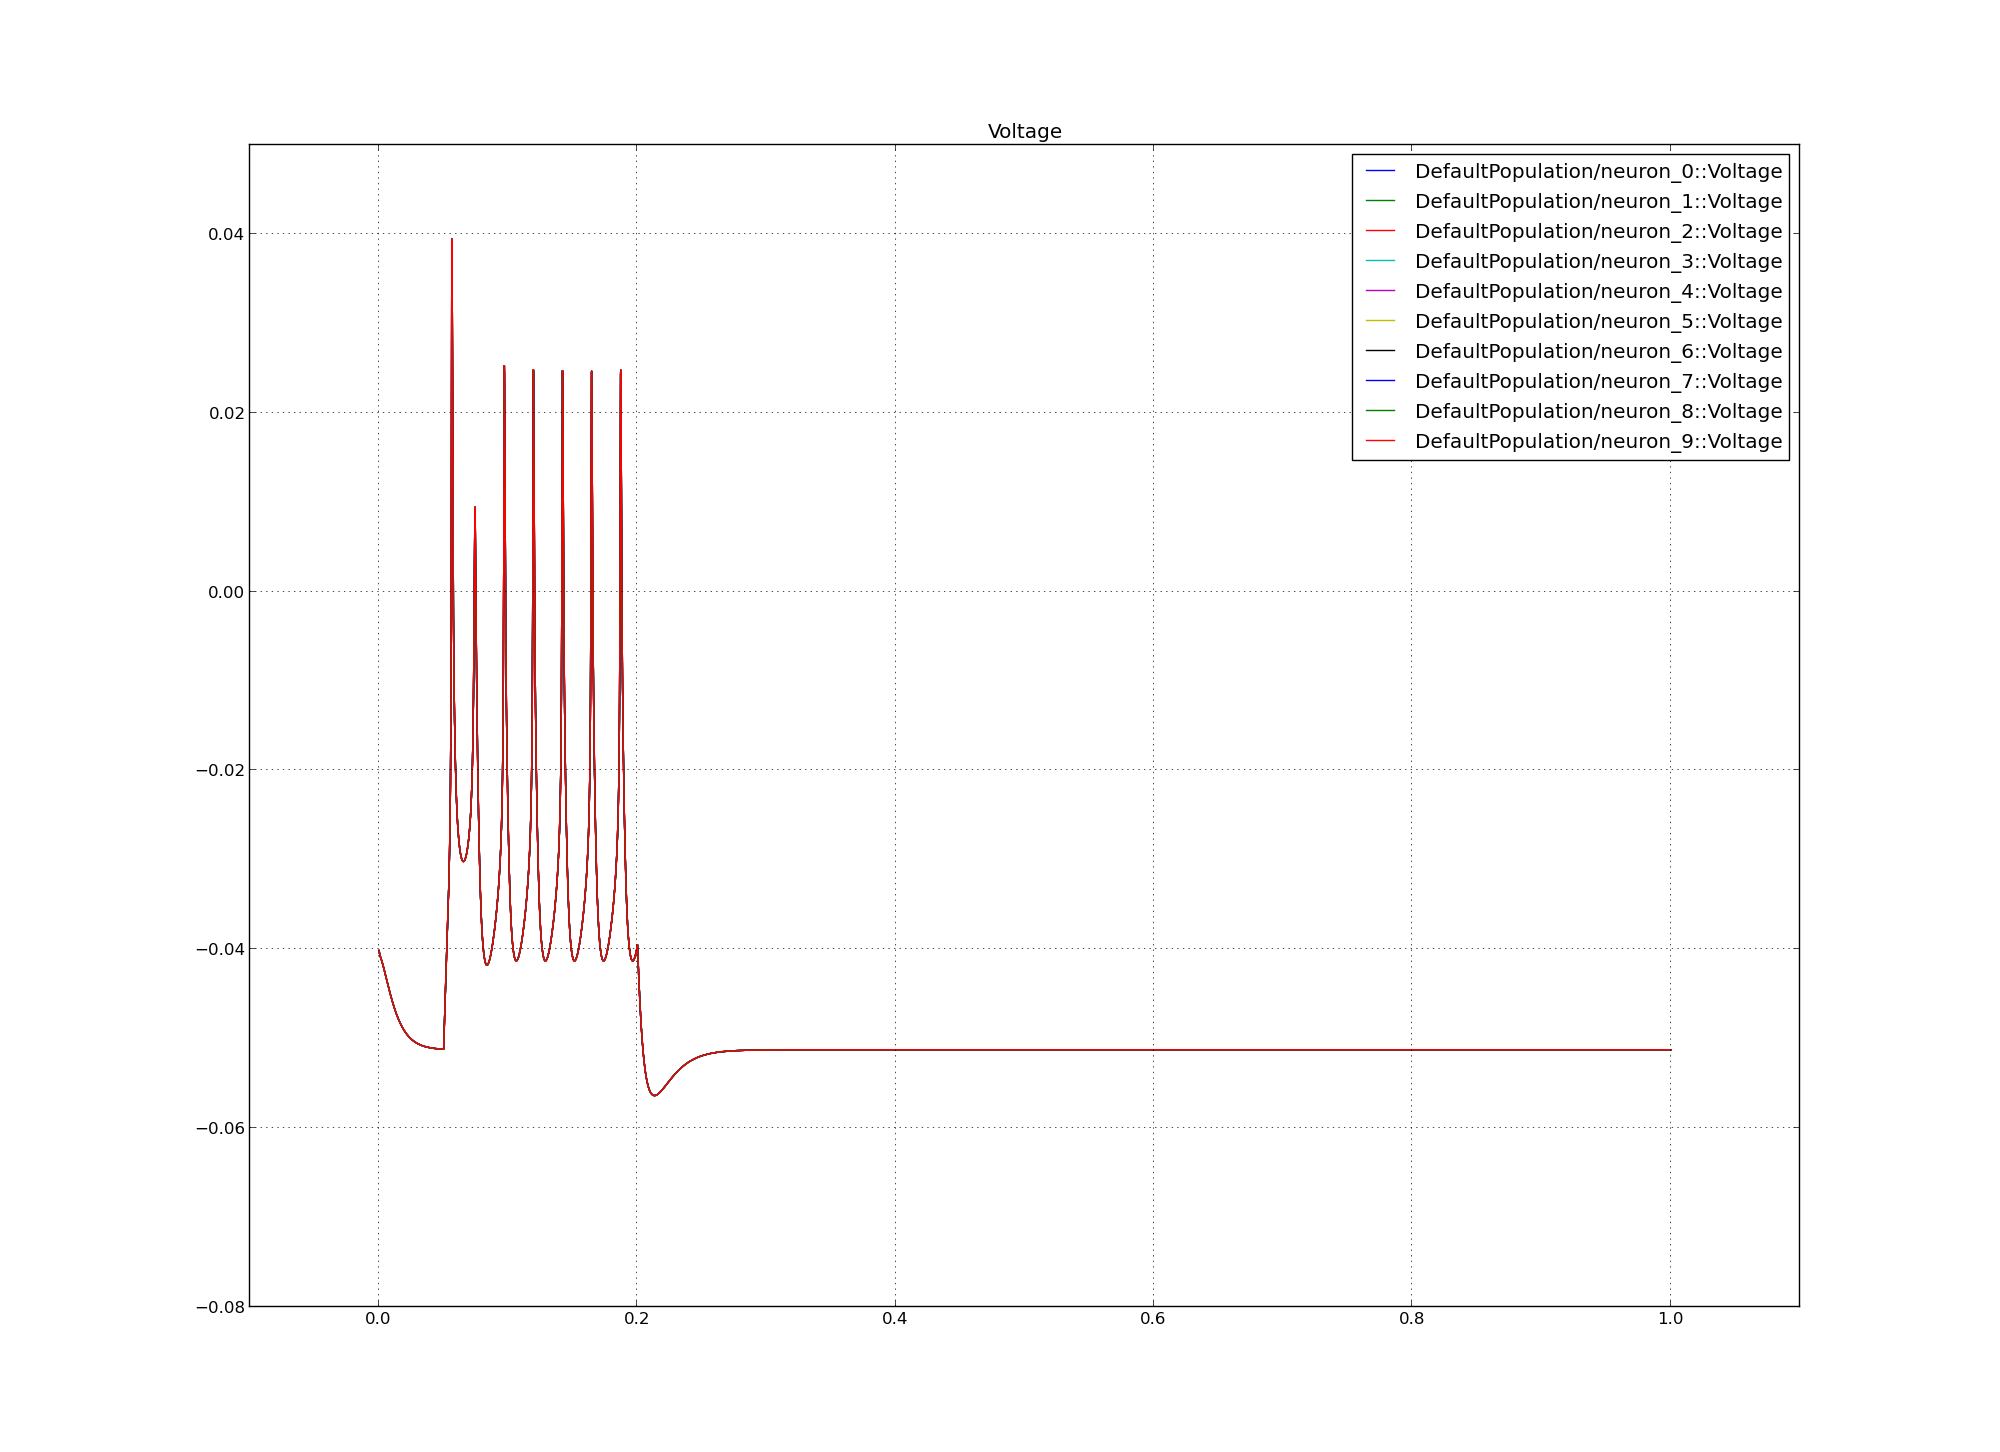 Voltage
DefaultPopulation/neuron_0::Voltage
DefaultPopulation/neuron_1::Voltage
DefaultPopulation/neuron_2::Voltage
DefaultPopulation/neuron_3::Voltage
DefaultPopulation/neuron_4::Voltage
DefaultPopulation/neuron_5::Voltage
DefaultPopulation/neuron_6::Voltage
DefaultPopulation/neuron_7::Voltage
DefaultPopulation/neuron_8::Voltage
DefaultPopulation/neuron_9::Voltage
0.04
0.02
0.00
−0.02
−0.04
−0.06
−0.08
0.0 0.2 0.4 0.6 0.8 1.0